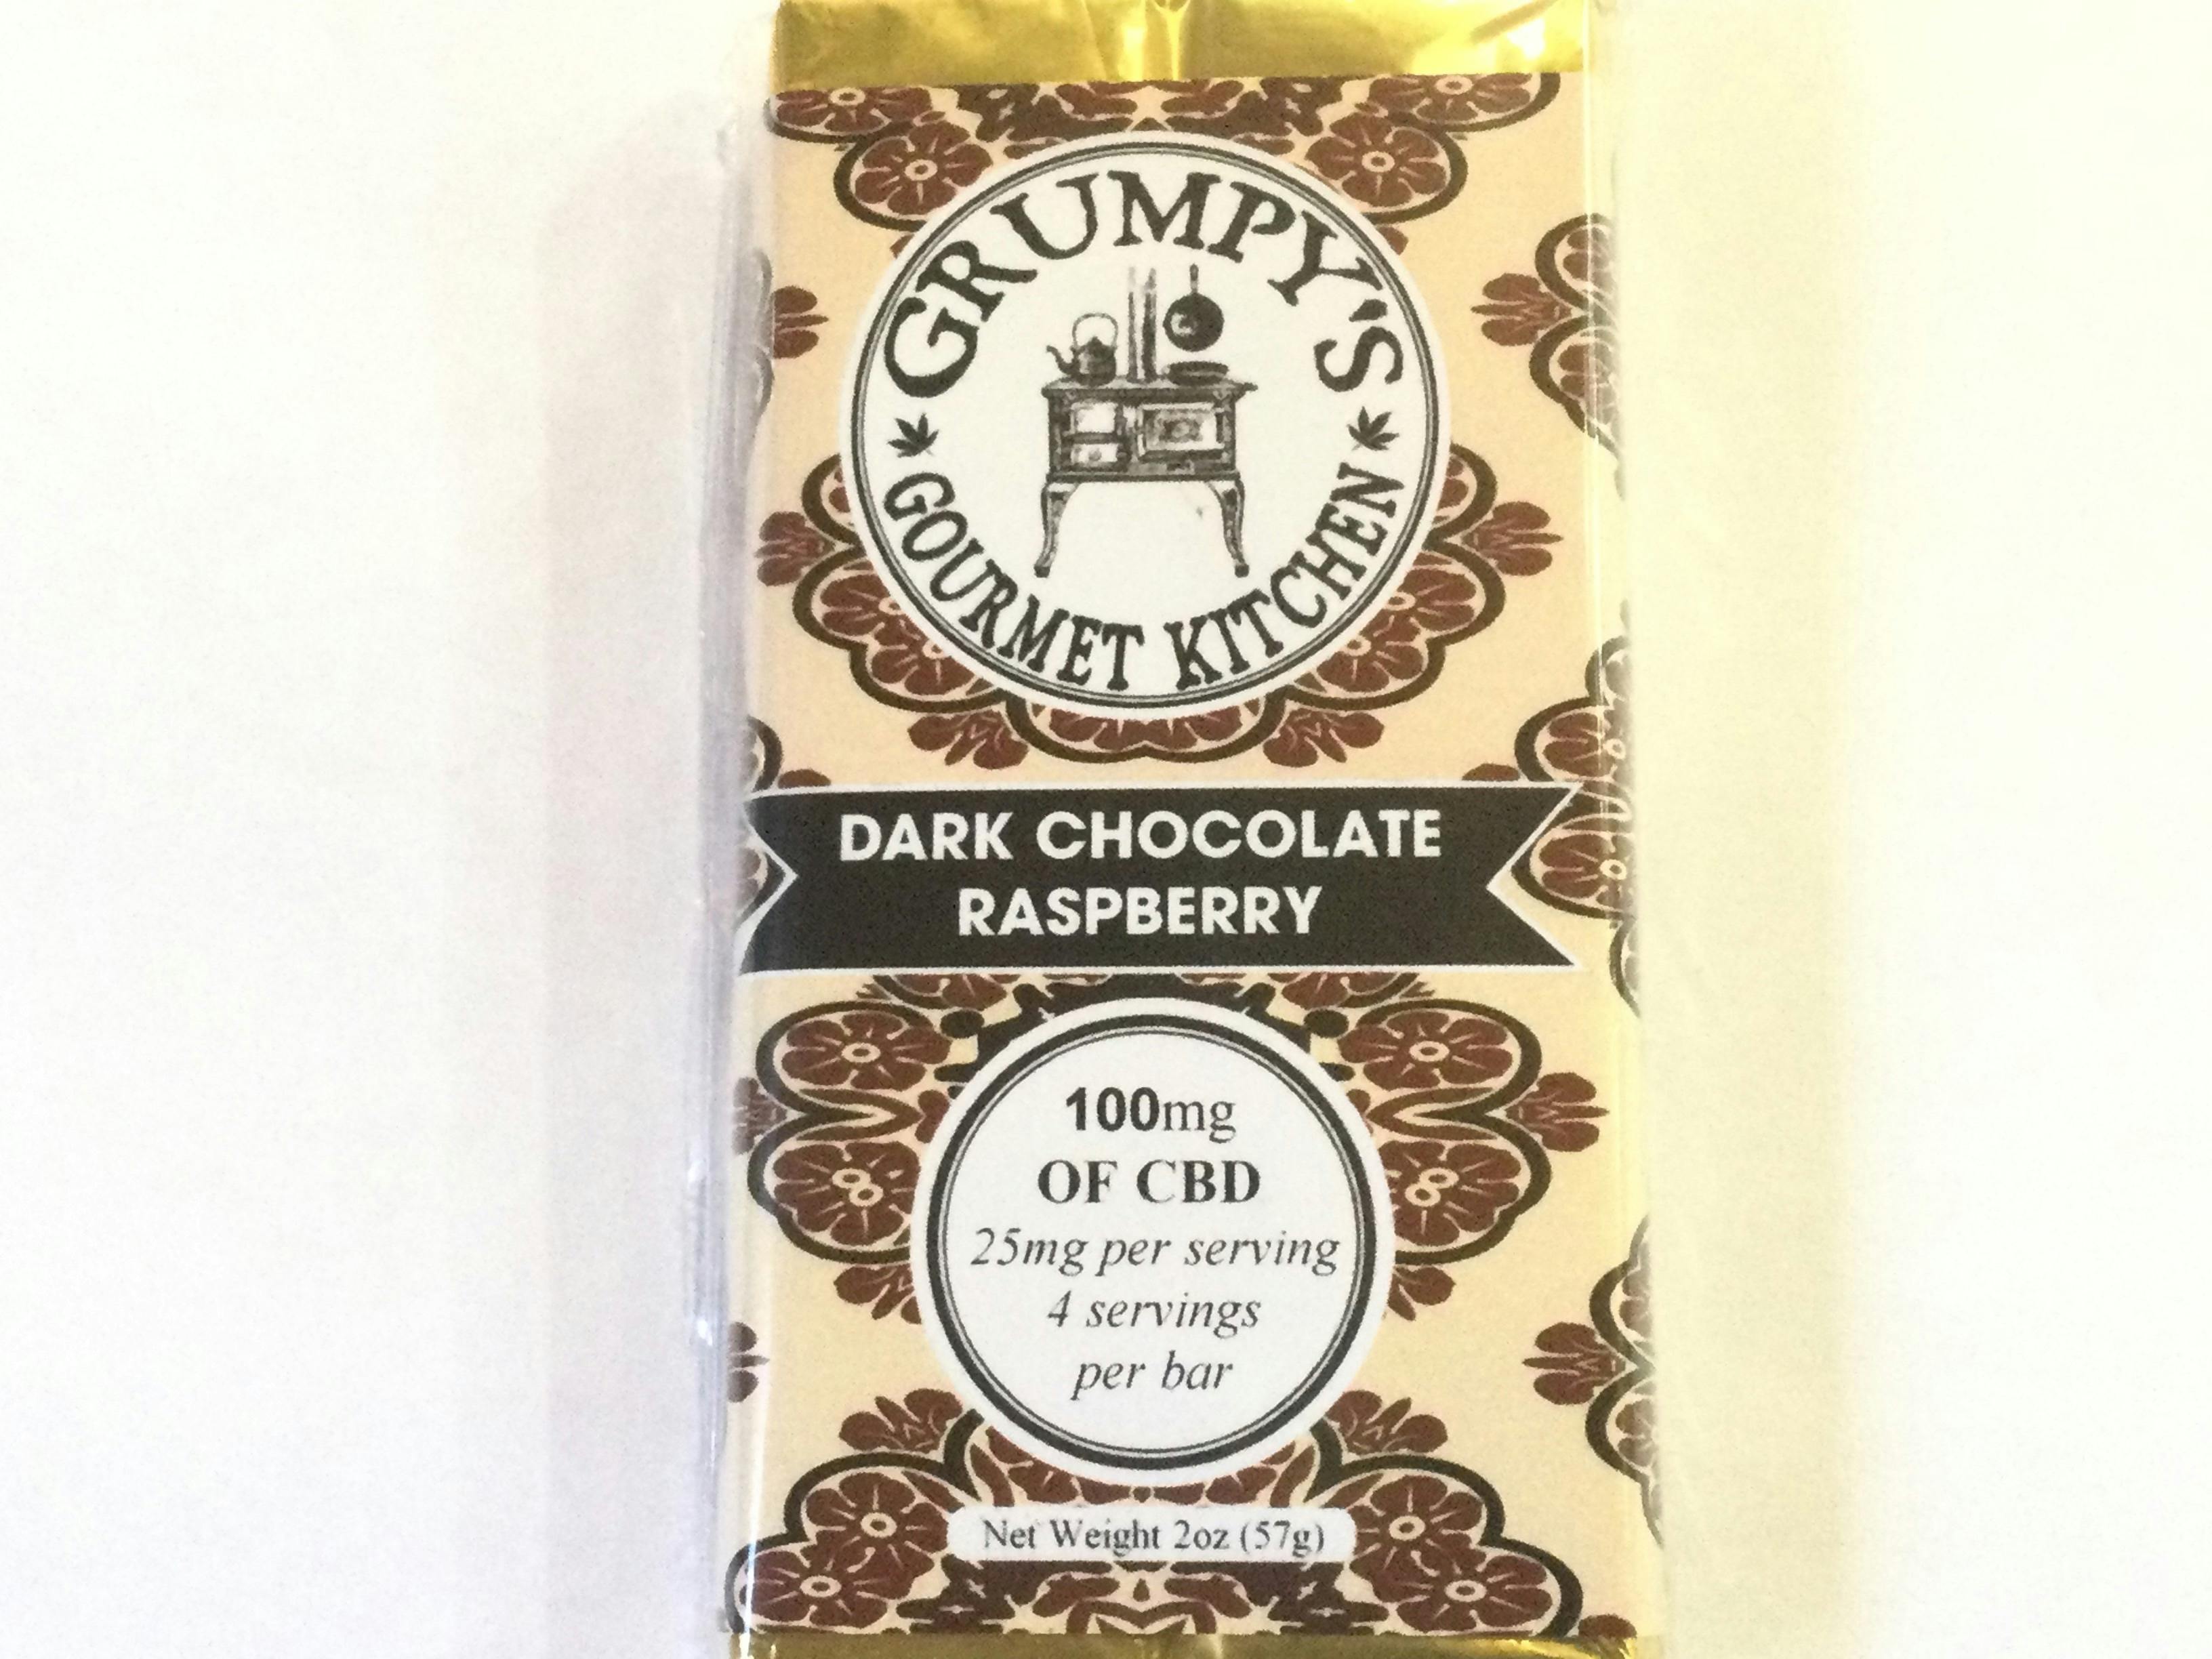 GRUMPY'S
GOURMET KITCHEN
DARK CHOCOLATE
RASPBERRY
100mg
OF CBD
25mg per serving
4 servings
per bar
Net Weight 2oz (57g)